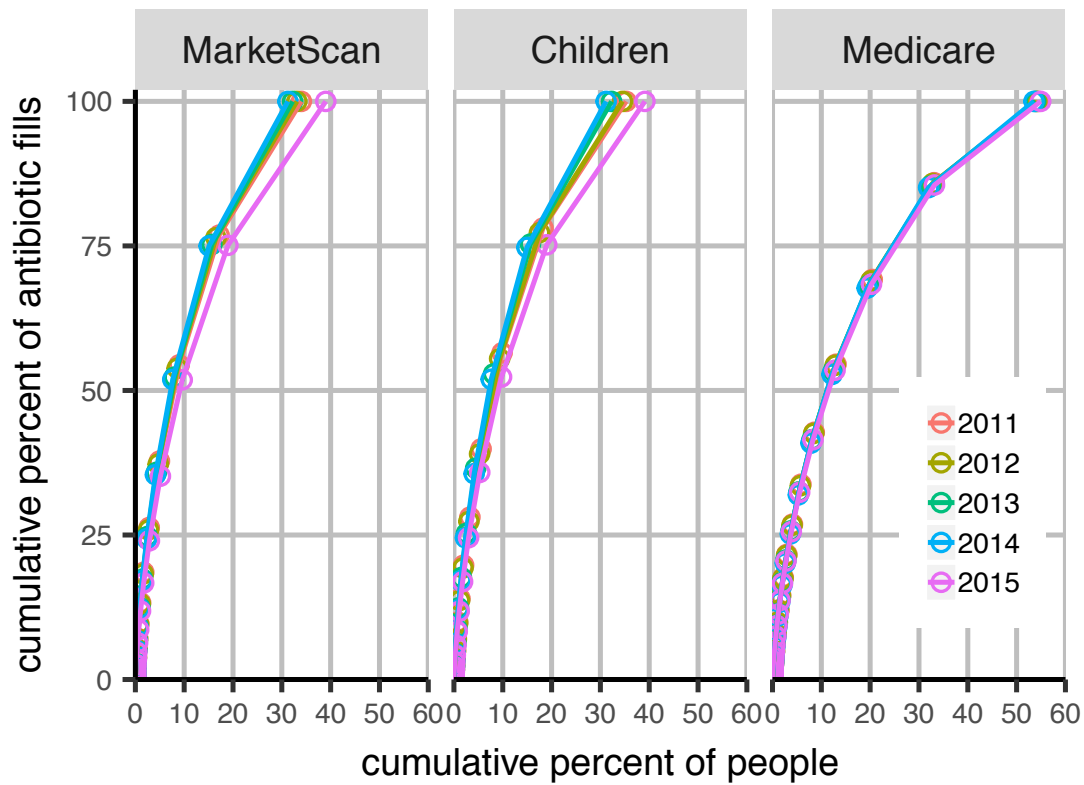 MarketScan Children Medicare
cumulative percent of antibiotic fills
100
75
50
25
0
2011
2012
2013
2014
2015
0 10 20 30 40 50 60 0 10 20 30 40 50 60 0 10 20 30 40 50 60
cumulative percent of people